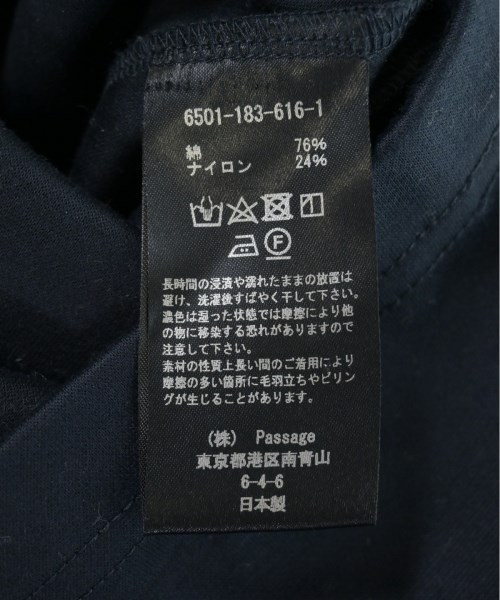 6501-183-616-1
綿 76%
ナイロン 24%
長時間の浸漬や濡れたままの放置は
避け、洗濯後すばやく干して下さい。
濃色は湿った状態では摩擦により他
の物に移染する恐れがありますので
注意して下さい。
素材の性質上長い間のご着用により
摩擦の多い箇所に毛羽立ちやピリン
グが生じることがあります。
(株) Passage
東京都港区南青山
6-4-6
日本製